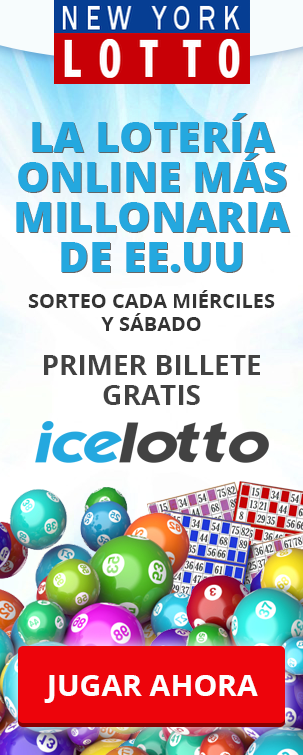 NEW YORK
LOTTO
LA LOTERÍA
ONLINE MÁS
MILLONARIA
DE EE.UU
SORTEO CADA MIÉRCILES
Y SÁBADO
PRIMER BILLETE
GRATIS
icelotto
JUGAR AHORA